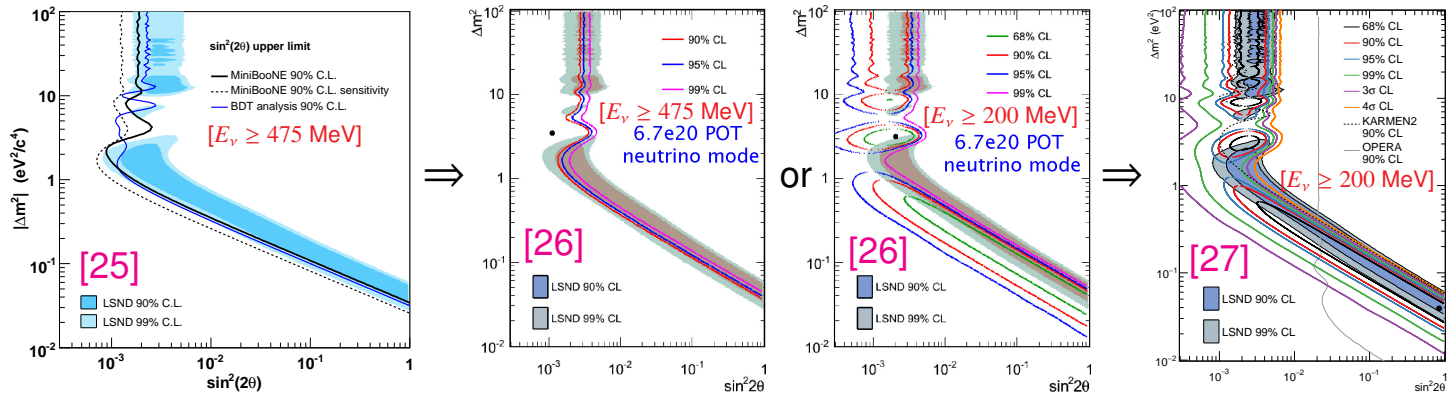 |Δm²| (eV²/c⁴)
10²
10
1
10⁻¹
10⁻²
sin²(2θ) upper limit
MiniBooNE 90% C.L.
MiniBooNE 90% C.L. sensitivity
BDT analysis 90% C.L.
[Eν ≥ 475 MeV]
[25]
LSND 90% C.L.
LSND 99% C.L.
10⁻³
10⁻²
10⁻¹
1
sin²(2θ)
⇒
Δm²
10²
10
1
10⁻¹
10⁻²
90% CL
95% CL
99% CL
[Eν ≥ 475 MeV]
6.7e20 POT
neutrino mode
[26]
LSND 90% CL
LSND 99% CL
10⁻³
10⁻²
10⁻¹
1
sin²2θ
or
Δm²
10²
10
1
10⁻¹
10⁻²
68% CL
90% CL
95% CL
99% CL
[Eν ≥ 200 MeV]
6.7e20 POT
neutrino mode
[26]
LSND 90% CL
LSND 99% CL
10⁻³
10⁻²
10⁻¹
1
sin²2θ
⇒
Δm² (eV²)
10²
10
1
10⁻¹
10⁻²
68% CL
90% CL
95% CL
99% CL
3σ CL
4σ CL
KARMEN2
90% CL
OPERA
90% CL
[Eν ≥ 200 MeV]
[27]
LSND 90% CL
LSND 99% CL
10⁻³
10⁻²
10⁻¹
1
sin²2θ